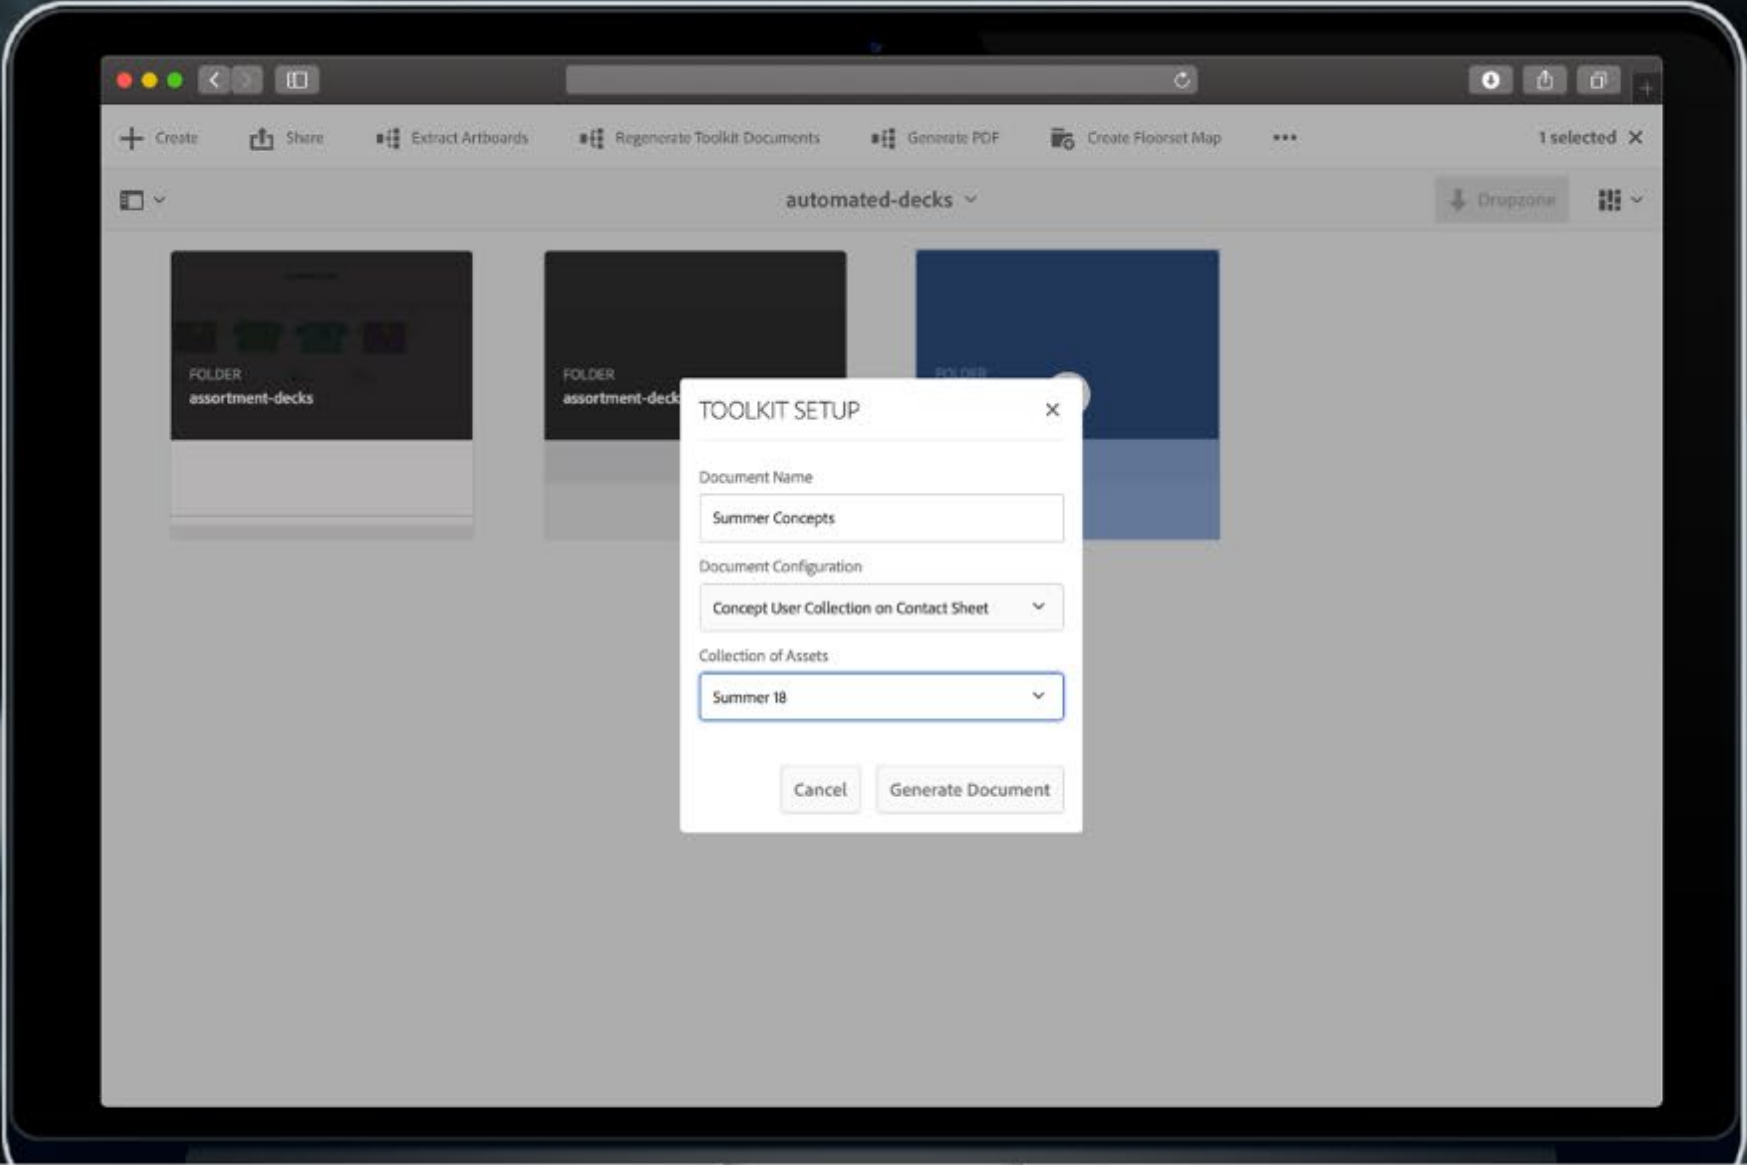 Create Share Extract Artboards Regenerate Toolkit Documents Generate PDF Create Floorset Map ••• 1 selected
automated-decks Dropzone
FOLDER
assortment-decks
FOLDER
assortment-deck
FOLDER
TOOLKIT SETUP
Document Name
Summer Concepts
Document Configuration
Concept User Collection on Contact Sheet
Collection of Assets
Summer 18
Cancel Generate Document